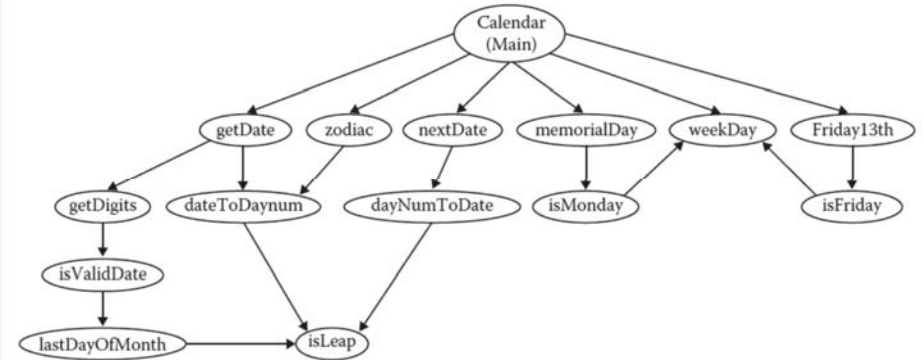 Calendar
(Main)
getDate
zodiac
nextDate
memorialDay
weekDay
Friday13th
getDigits
dateToDaynum
dayNumToDate
isMonday
isFriday
isValidDate
lastDayOfMonth
isLeap